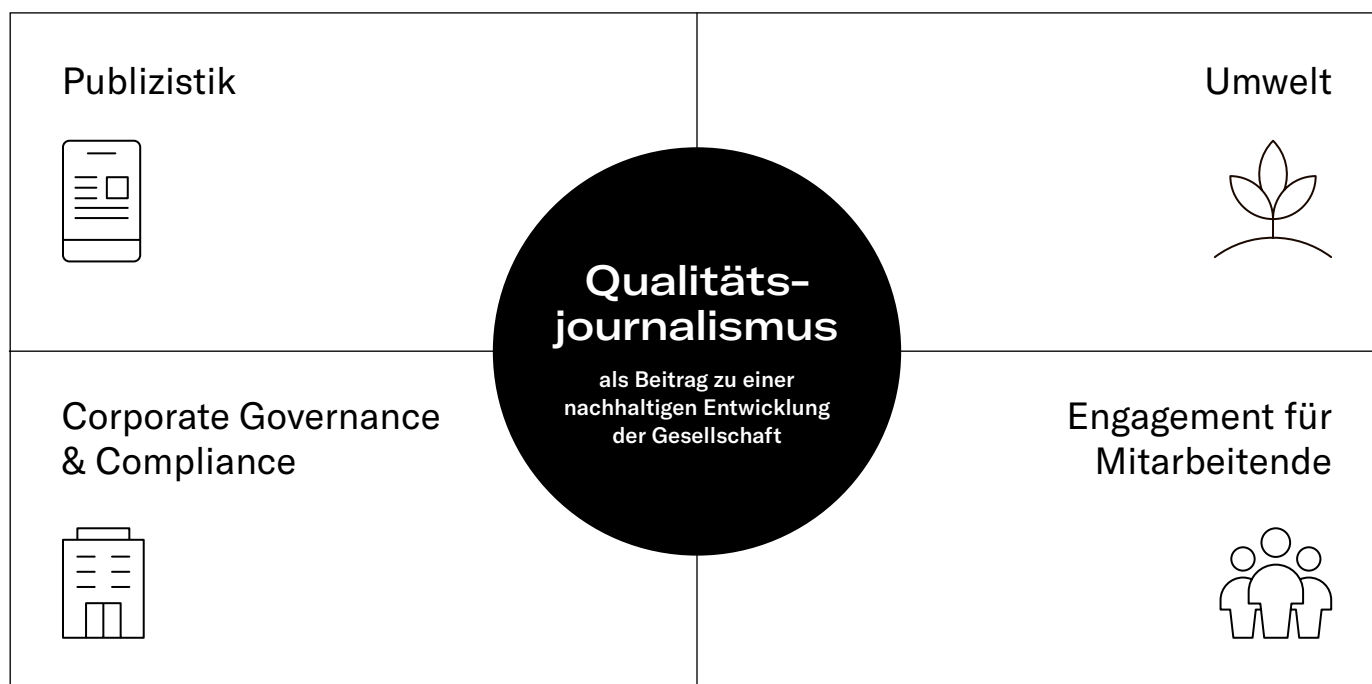 Publizistik
Umwelt
Qualitäts-
journalismus
als Beitrag zu einer
nachhaltigen Entwicklung
der Gesellschaft
Corporate Governance
& Compliance
Engagement für
Mitarbeitende